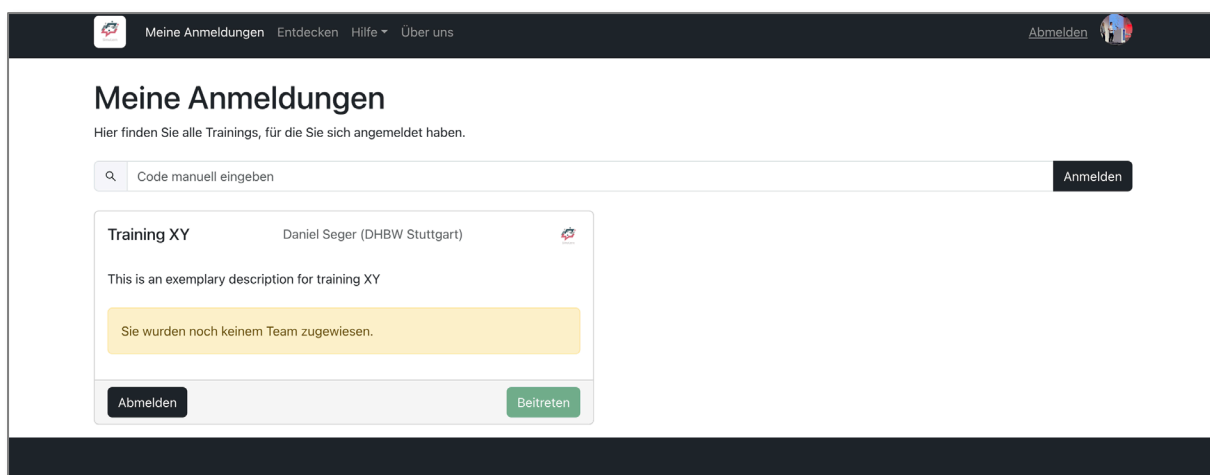 Meine Anmeldungen Entdecken Hilfe Über uns Abmelden
Meine Anmeldungen
Hier finden Sie alle Trainings, für die Sie sich angemeldet haben.
Code manuell eingeben Anmelden
Training XY Daniel Seger (DHBW Stuttgart)
This is an exemplary description for training XY
Sie wurden noch keinem Team zugewiesen.
Abmelden Beitreten